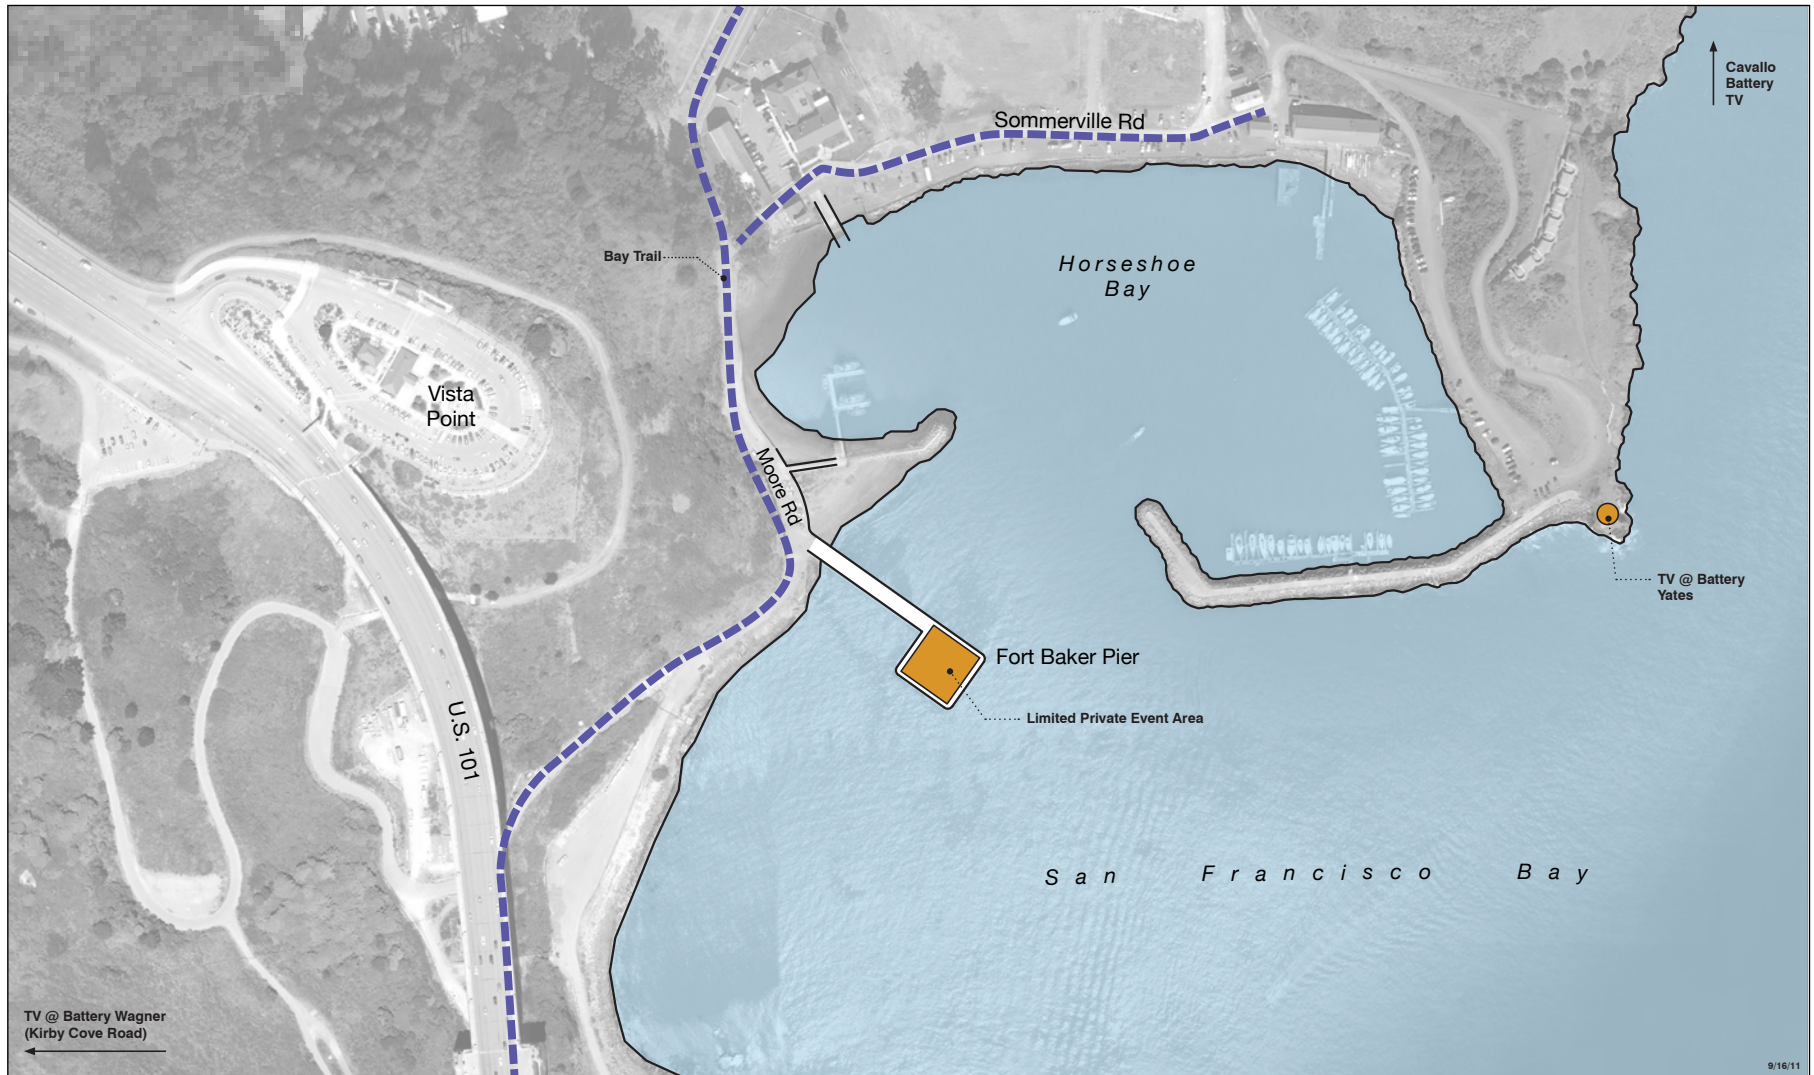 Cavallo
Battery
TV
Sommerville Rd
Bay Trail
Horseshoe
Bay
Vista
Point
Moore Rd
TV @ Battery
Yates
Fort Baker Pier
Limited Private Event Area
U.S. 101
San Francisco Bay
TV @ Battery Wagner
(Kirby Cove Road)
9/16/11